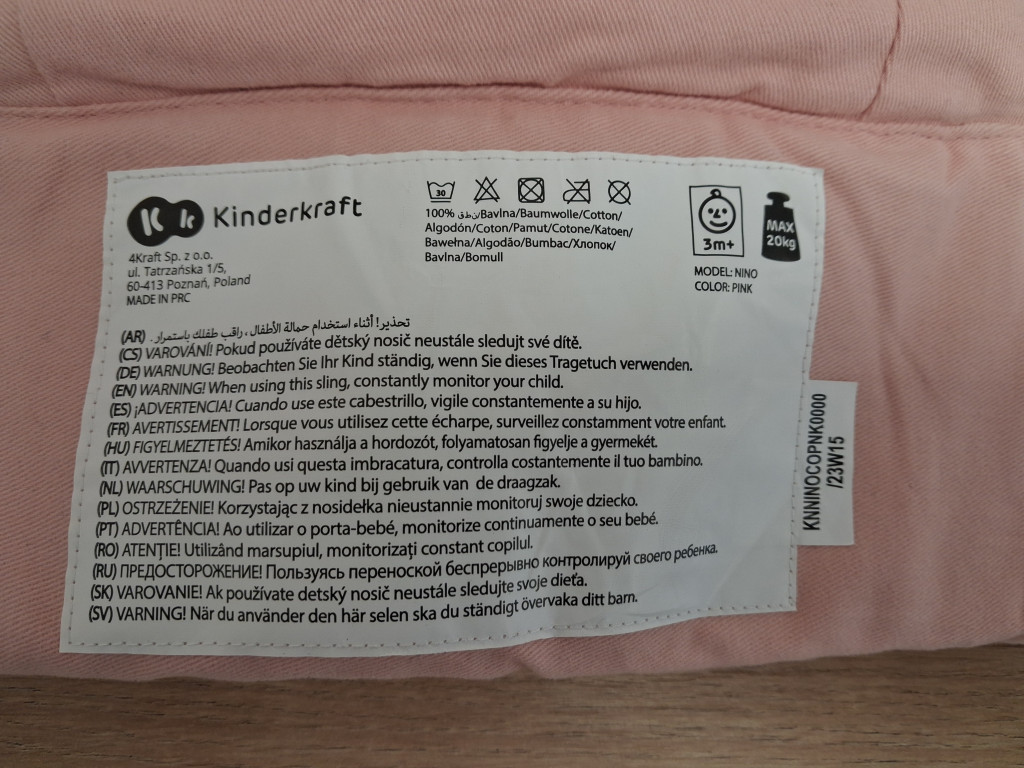 Kinderkraft
4Kraft Sp. z o.o.
ul. Tatrzańska 1/5,
60-413 Poznań, Poland
MADE IN PRC
30
100% قطن/Bavlna/Baumwolle/Cotton/
Algodón/Coton/Pamut/Cotone/Katoen/
Bawełna/Algodão/Bumbac/Хлопок/
Bavlna/Bomull
3m+
MAX
20kg
MODEL: NINO
COLOR: PINK
(AR) تحذير! أثناء استخدام حمالة الأطفال ، راقب طفلك باستمرار.
(CS) VAROVÁNÍ! Pokud používáte dětský nosič neustále sledujt své dítě.
(DE) WARNUNG! Beobachten Sie Ihr Kind ständig, wenn Sie dieses Tragetuch verwenden.
(EN) WARNING! When using this sling, constantly monitor your child.
(ES) ¡ADVERTENCIA! Cuando use este cabestrillo, vigile constantemente a su hijo.
(FR) AVERTISSEMENT! Lorsque vous utilisez cette écharpe, surveillez constamment votre enfant.
(HU) FIGYELMEZTETÉS! Amikor használja a hordozót, folyamatosan figyelje a gyermekét.
(IT) AVVERTENZA! Quando usi questa imbracatura, controlla costantemente il tuo bambino.
(NL) WAARSCHUWING! Pas op uw kind bij gebruik van de draagzak.
(PL) OSTRZEŻENIE! Korzystając z nosidełka nieustannie monitoruj swoje dziecko.
(PT) ADVERTÊNCIA! Ao utilizar o porta-bebé, monitorize continuamente o seu bebé.
(RO) ATENȚIE! Utilizând marsupiul, monitorizați constant copilul.
(RU) ПРЕДОСТОРОЖЕНИЕ! Пользуясь переноской беспрерывно контролируй своего ребенка.
(SK) VAROVANIE! Ak používate detský nosič neustále sledujte svoje dieťa.
(SV) VARNING! När du använder den här selen ska du ständigt övervaka ditt barn.
KNNINOCOPNK0000
/23W15